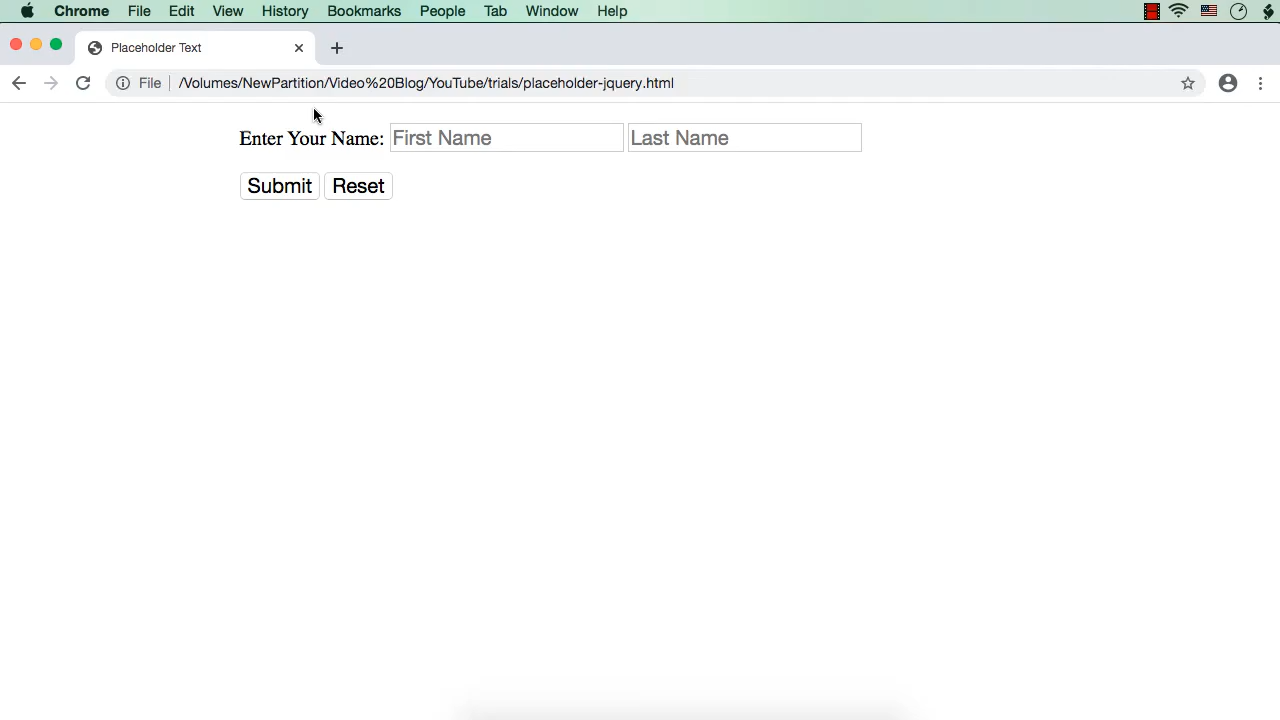 Chrome File Edit View History Bookmarks People Tab Window Help
Placeholder Text
File /Volumes/NewPartition/Video%20Blog/YouTube/trials/placeholder-jquery.html
Enter Your Name: First Name Last Name
Submit Reset